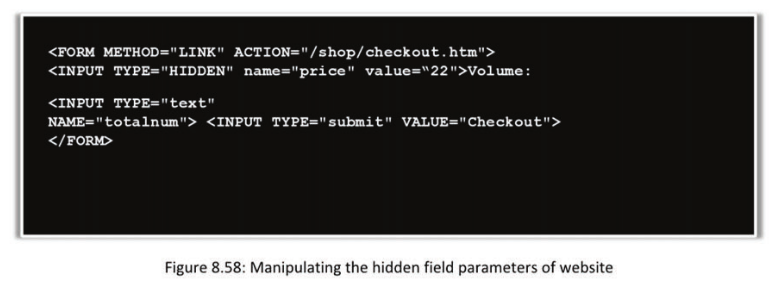 <FORM METHOD="LINK" ACTION="/shop/checkout.htm">
<INPUT TYPE="HIDDEN" name="price" value=“22">Volume:
<INPUT TYPE="text"
NAME="totalnum"> <INPUT TYPE="submit" VALUE="Checkout">
</FORM>
Figure 8.58: Manipulating the hidden field parameters of website